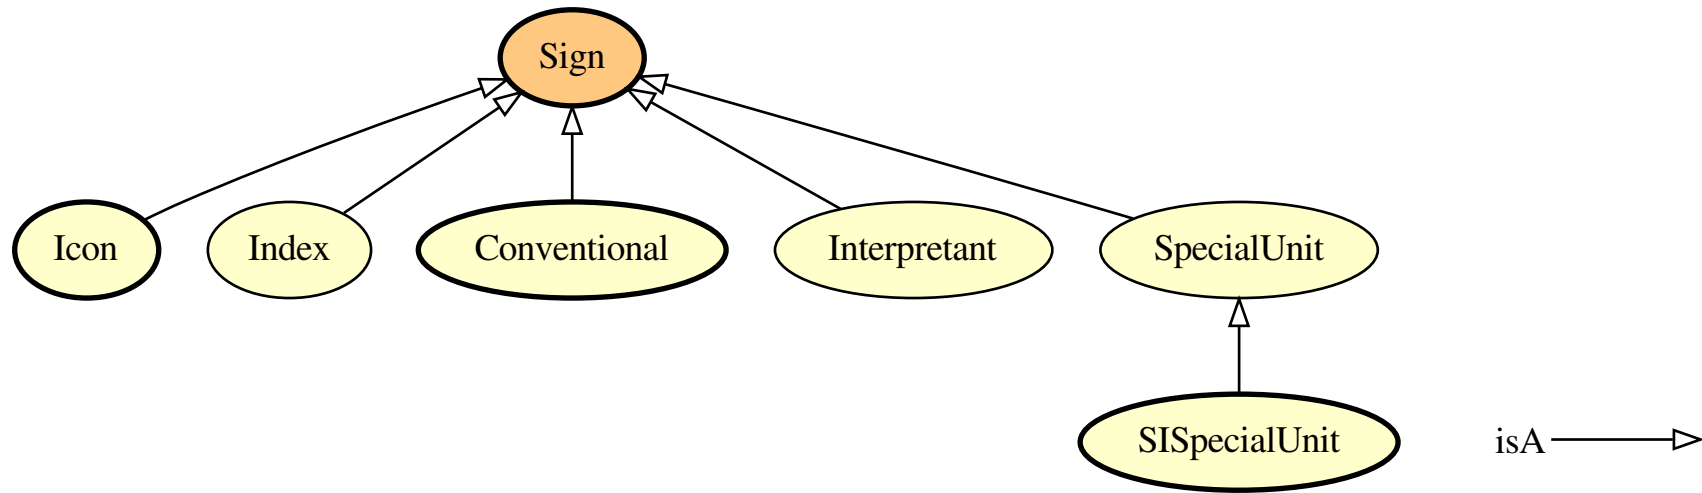 Sign
Icon
Index
Conventional
Interpretant
SpecialUnit
SISpecialUnit
isA